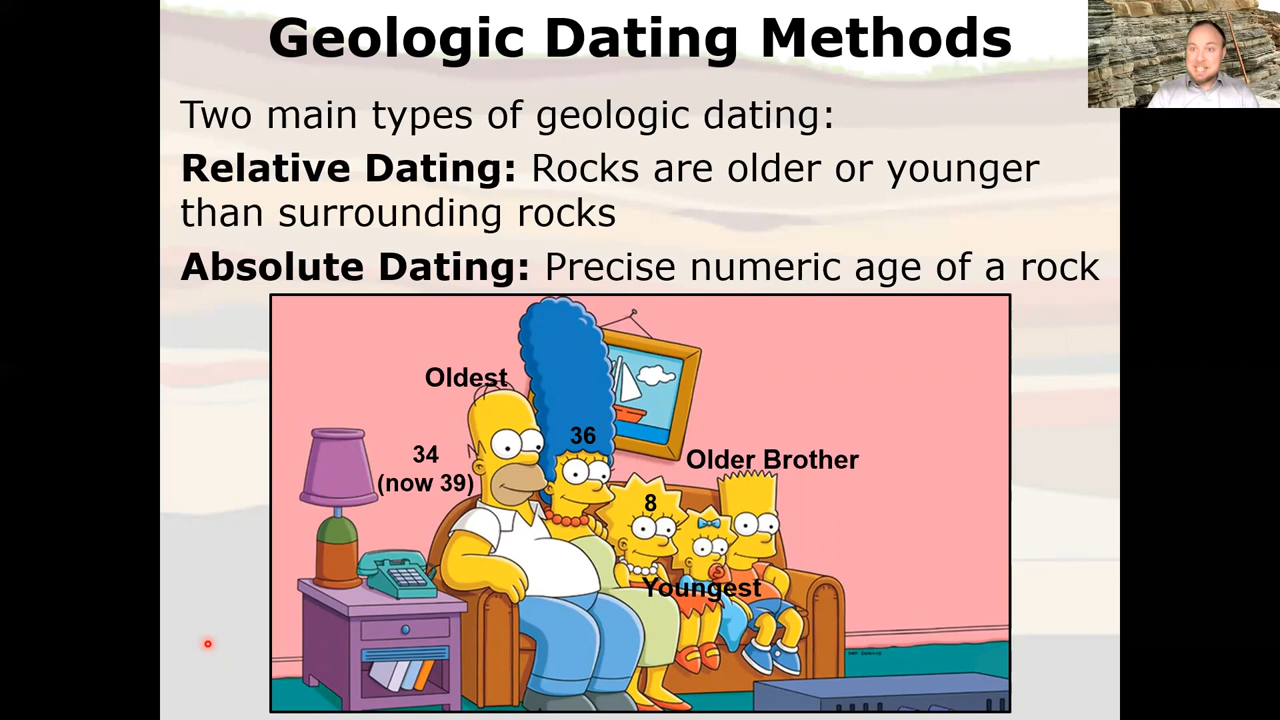 Geologic Dating Methods
Two main types of geologic dating:
Relative Dating: Rocks are older or younger
than surrounding rocks
Absolute Dating: Precise numeric age of a rock
Oldest
34
(now 39)
36
8
Older Brother
Youngest